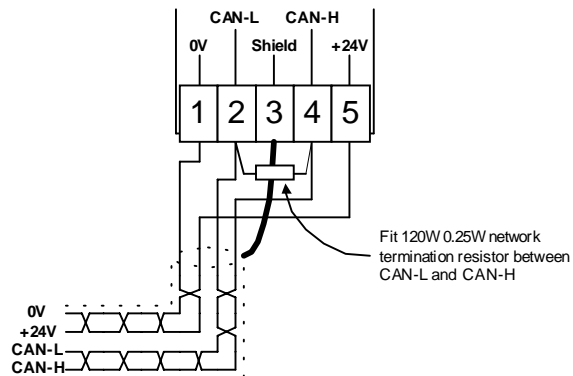 CAN-L CAN-H
0V Shield +24V
1 2 3 4 5
Fit 120W 0.25W network
termination resistor between
CAN-L and CAN-H
0V
+24V
CAN-L
CAN-H